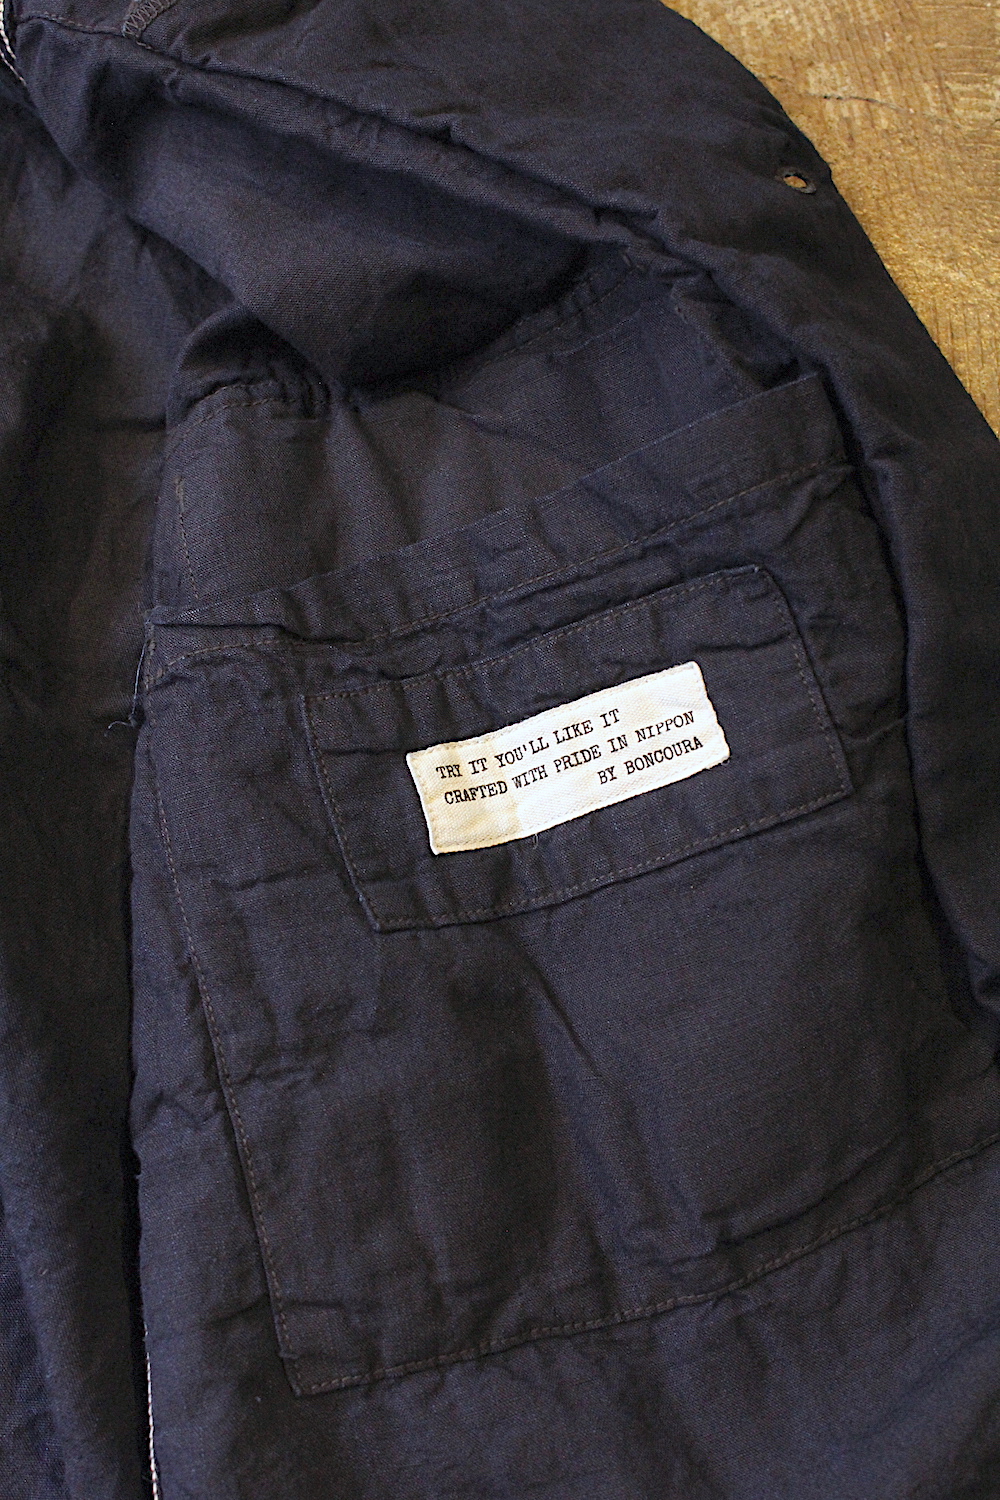 TRY IT YOU'LL LIKE IT
CRAFTED WITH PRIDE IN NIPPON
BY BONCOURA